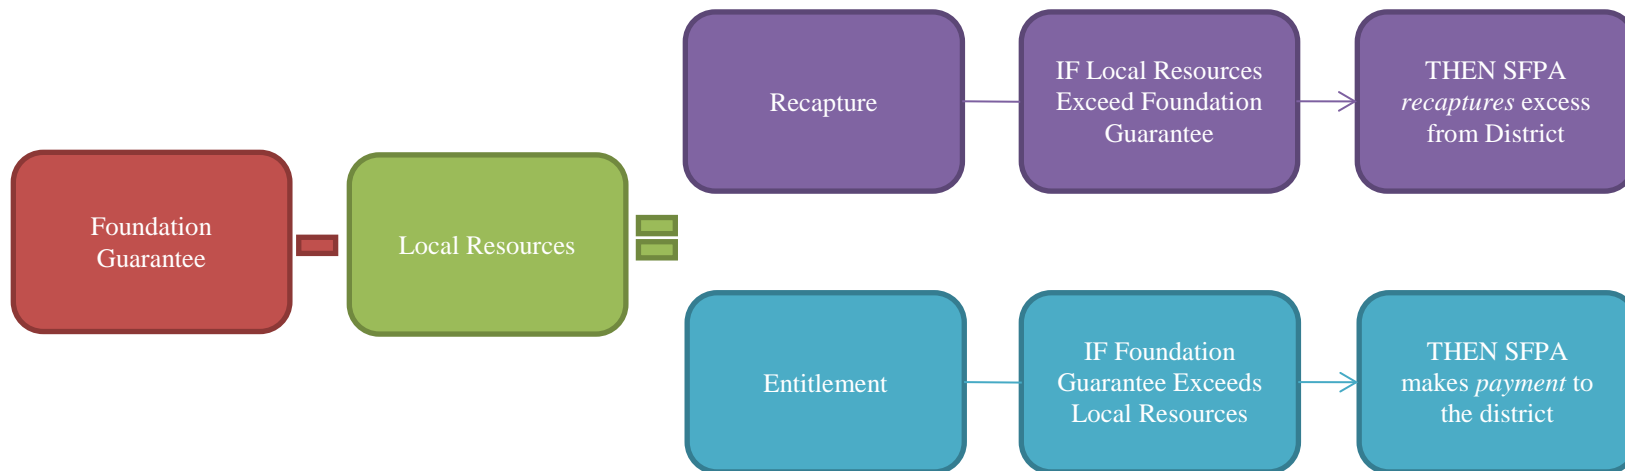 Foundation
Guarantee
Local Resources
Recapture
IF Local Resources
Exceed Foundation
Guarantee
THEN SFPA
recaptures excess
from District
Entitlement
IF Foundation
Guarantee Exceeds
Local Resources
THEN SFPA
makes payment to
the district